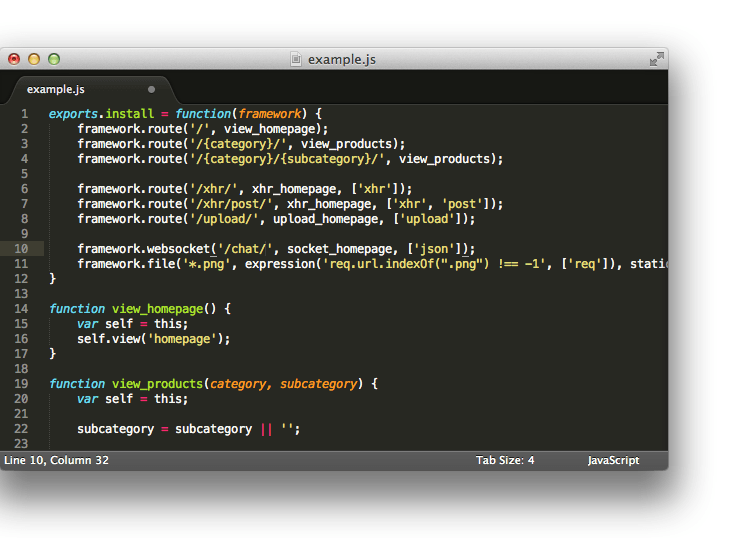 example.js
example.js
1 exports.install = function(framework) {
2 framework.route('/', view_homepage);
3 framework.route('/{category}/', view_products);
4 framework.route('/{category}/{subcategory}/', view_products);
5
6 framework.route('/xhr/', xhr_homepage, ['xhr']);
7 framework.route('/xhr/post/', xhr_homepage, ['xhr', 'post']);
8 framework.route('/upload/', upload_homepage, ['upload']);
9
10 framework.websocket('/chat/', socket_homepage, ['json']);
11 framework.file('*.png', expression('req.url.indexOf(".png") !== -1', ['req']), stati
12 }
13
14 function view_homepage() {
15 var self = this;
16 self.view('homepage');
17 }
18
19 function view_products(category, subcategory) {
20 var self = this;
21
22 subcategory = subcategory || '';
23
Line 10, Column 32 Tab Size: 4 JavaScript